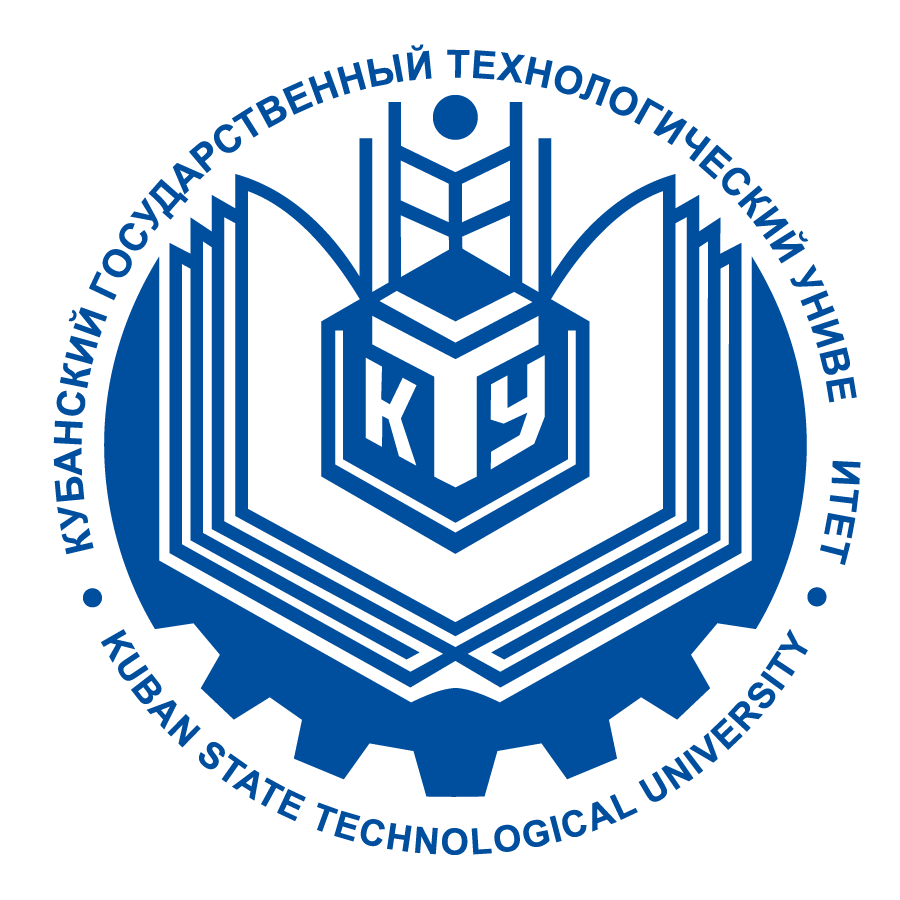 КУБАНСКИЙ ГОСУДАРСТВЕННЫЙ ТЕХНОЛОГИЧЕСКИЙ УНИВЕ ИТЕТ
КТУ
KUBAN STATE TECHNOLOGICAL UNIVERSITY